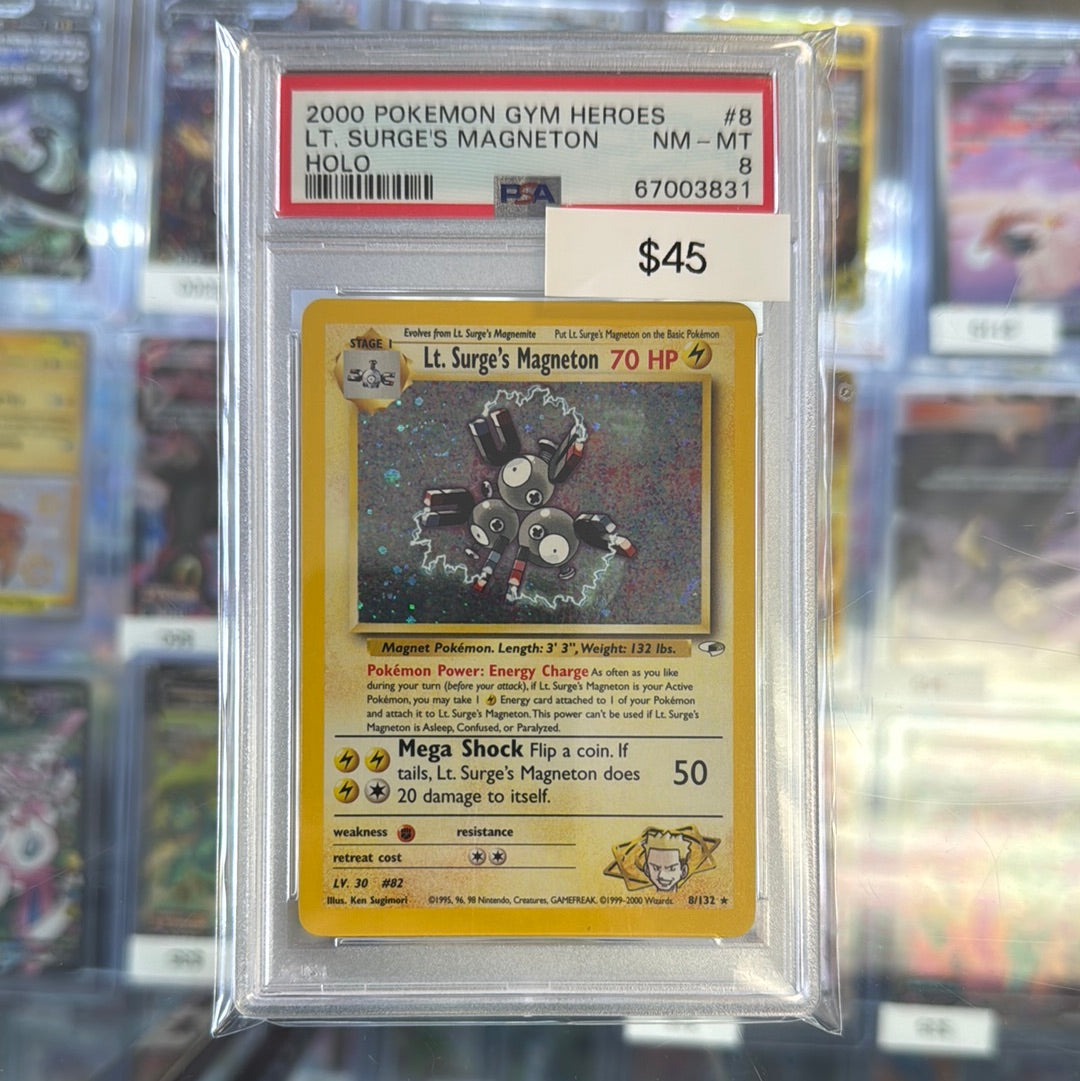 2000 POKEMON GYM HEROES #8
LT. SURGE'S MAGNETON NM - MT
HOLO 8
PSA 67003831
$45
Evolves from Lt. Surge's Magnemite Put Lt. Surge's Magneton on the Basic Pokémon
STAGE 1
Lt. Surge's Magneton 70 HP
Magnet Pokémon. Length: 3' 3", Weight: 132 lbs.
Pokémon Power: Energy Charge As often as you like
during your turn (before your attack), if Lt. Surge's Magneton is your Active
Pokémon, you may take 1 Energy card attached to 1 of your Pokémon
and attach it to Lt. Surge's Magneton. This power can't be used if Lt. Surge's
Magneton is Asleep, Confused, or Paralyzed.
Mega Shock Flip a coin. If
tails, Lt. Surge's Magneton does 50
20 damage to itself.
weakness resistance
retreat cost
LV. 30 #82
Illus. Ken Sugimori ©1995, 96, 98 Nintendo, Creatures, GAMEFREAK. ©1999-2000 Wizards. 8/132 ★